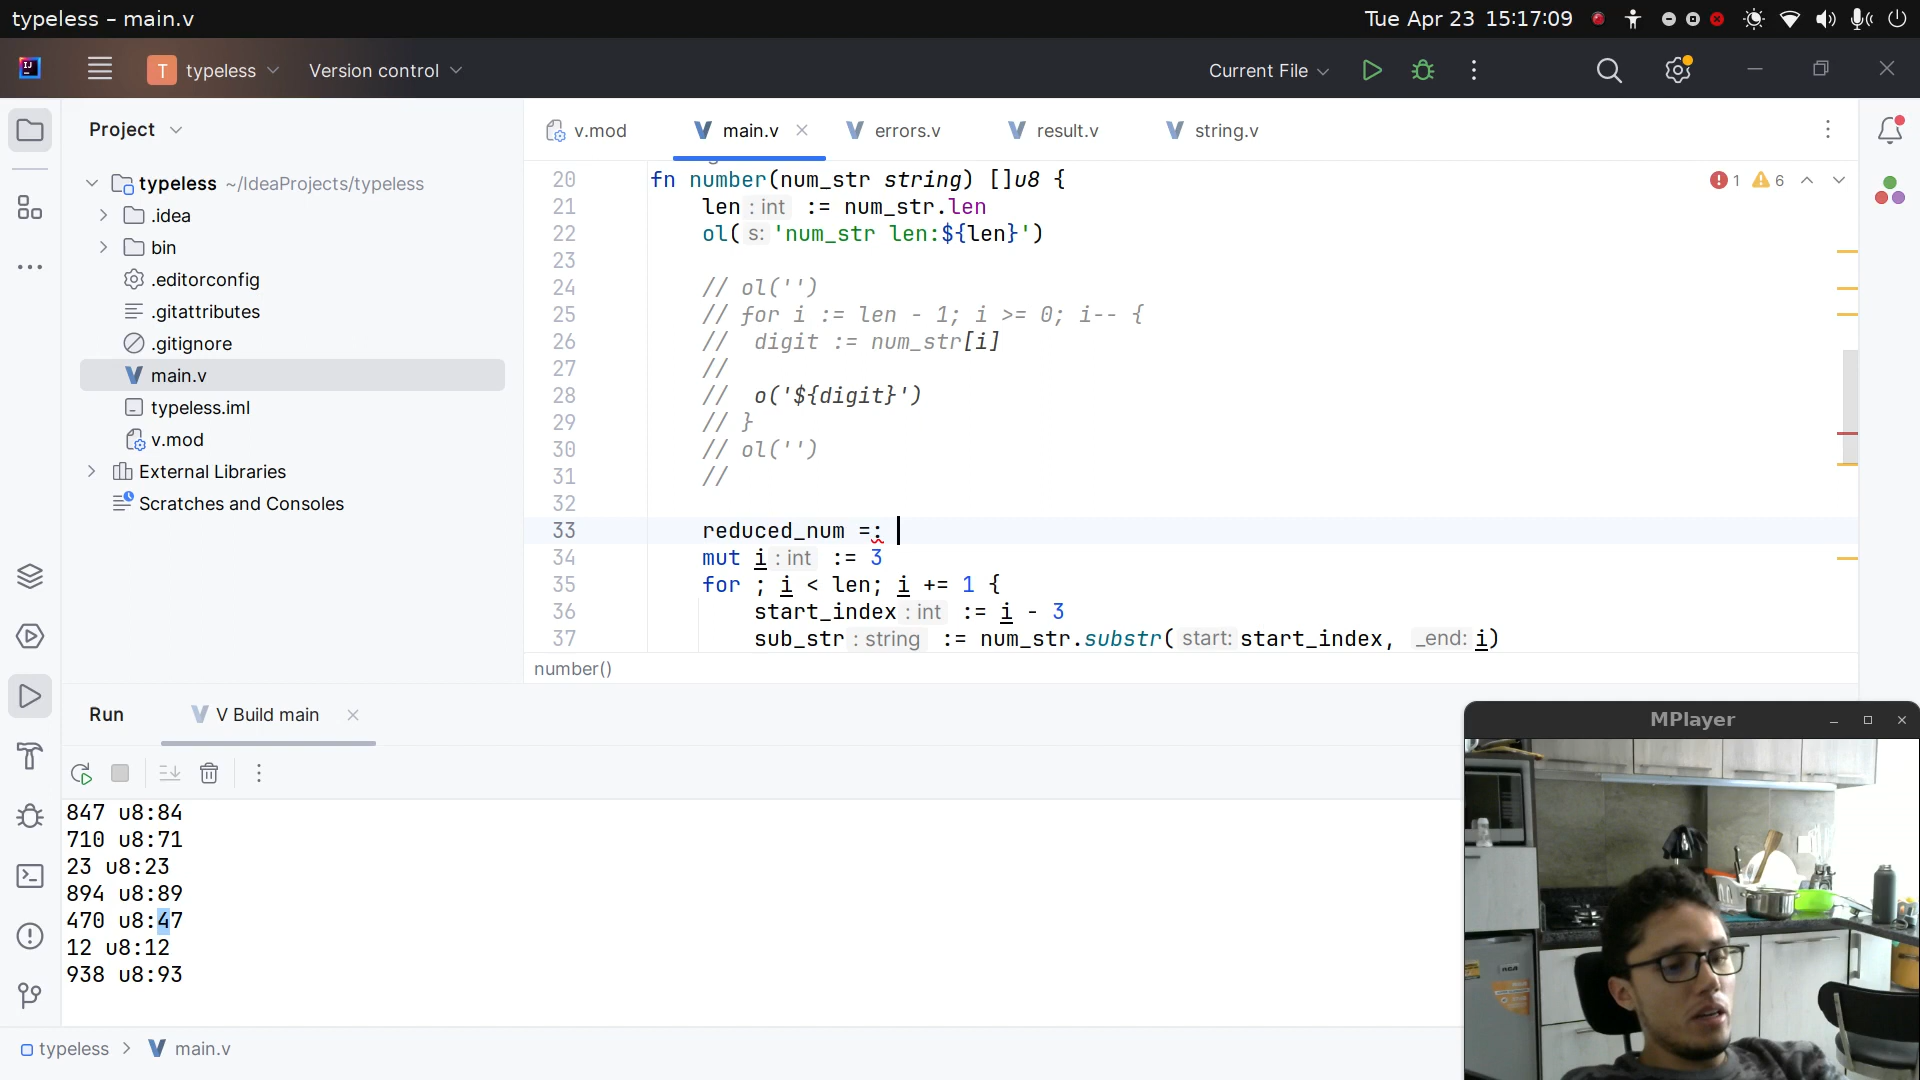 typeless – main.v
Tue Apr 23 15:17:09
IJ
T typeless
Version control
Current File
Project
v.mod
main.v
errors.v
result.v
string.v
typeless ~/IdeaProjects/typeless
.idea
bin
.editorconfig
.gitattributes
.gitignore
main.v
typeless.iml
v.mod
External Libraries
Scratches and Consoles
1 6
20 fn number(num_str string) []u8 {
21 len : int := num_str.len
22 ol( s: 'num_str len:${len}')
23
24 // ol('')
25 // for i := len - 1; i >= 0; i-- {
26 // digit := num_str[i]
27 //
28 // o('${digit}')
29 // }
30 // ol('')
31 //
32
33 reduced_num =:
34 mut i : int := 3
35 for ; i < len; i += 1 {
36 start_index : int := i - 3
37 sub_str : string := num_str.substr( start: start_index, _end: i)
number()
Run
V Build main
847 u8:84
710 u8:71
23 u8:23
894 u8:89
470 u8:47
12 u8:12
938 u8:93
typeless > main.v
MPlayer